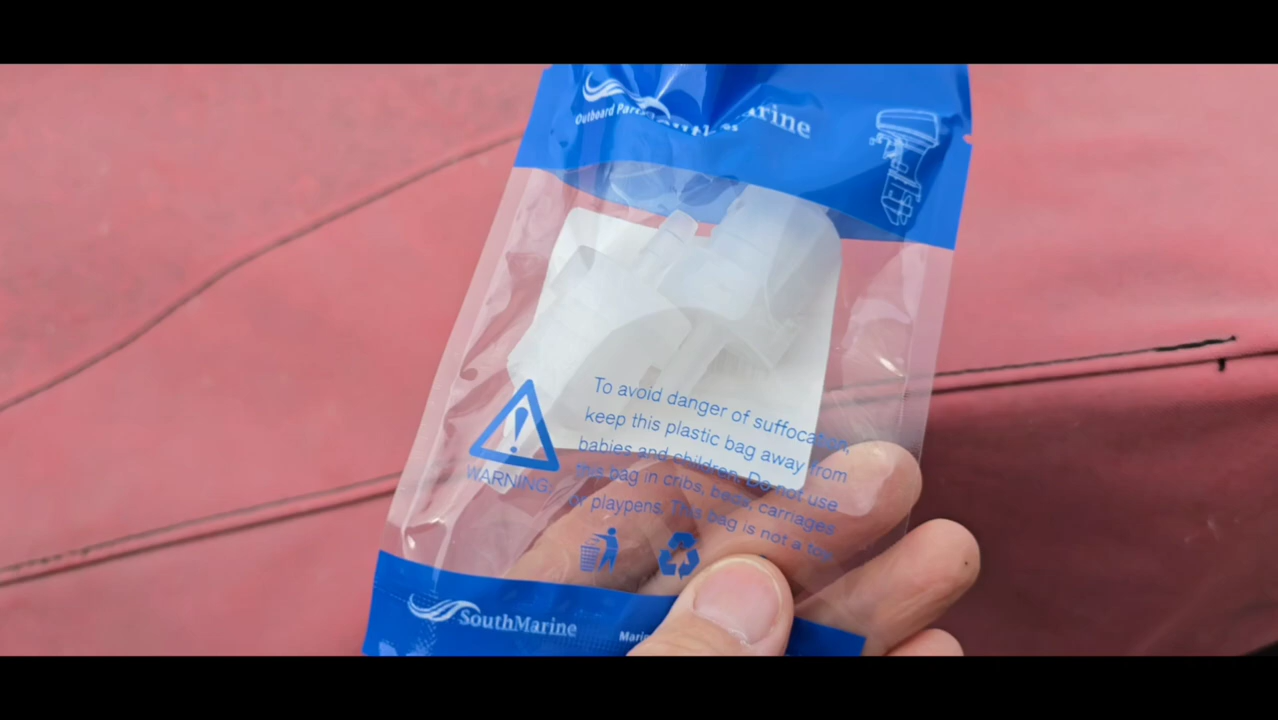 Outboard Parts
SouthMarine
To avoid danger of suffocation,
keep this plastic bag away from
babies and children. Do not use
this bag in cribs, beds, carriages
or playpens. This bag is not a toy.
WARNING:
SouthMarine